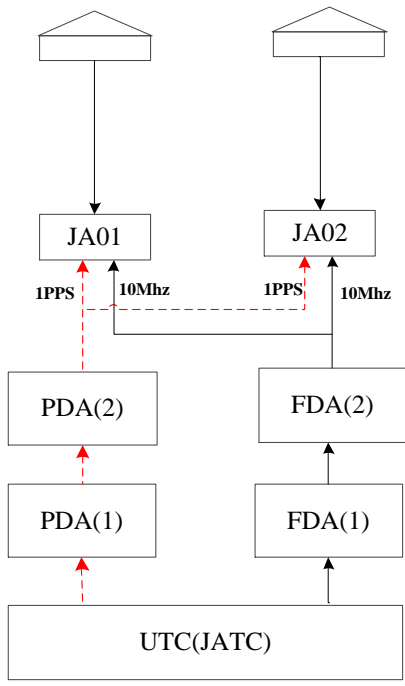 JA01
JA02
1PPS
10Mhz
1PPS
10Mhz
PDA(2)
FDA(2)
PDA(1)
FDA(1)
UTC(JATC)